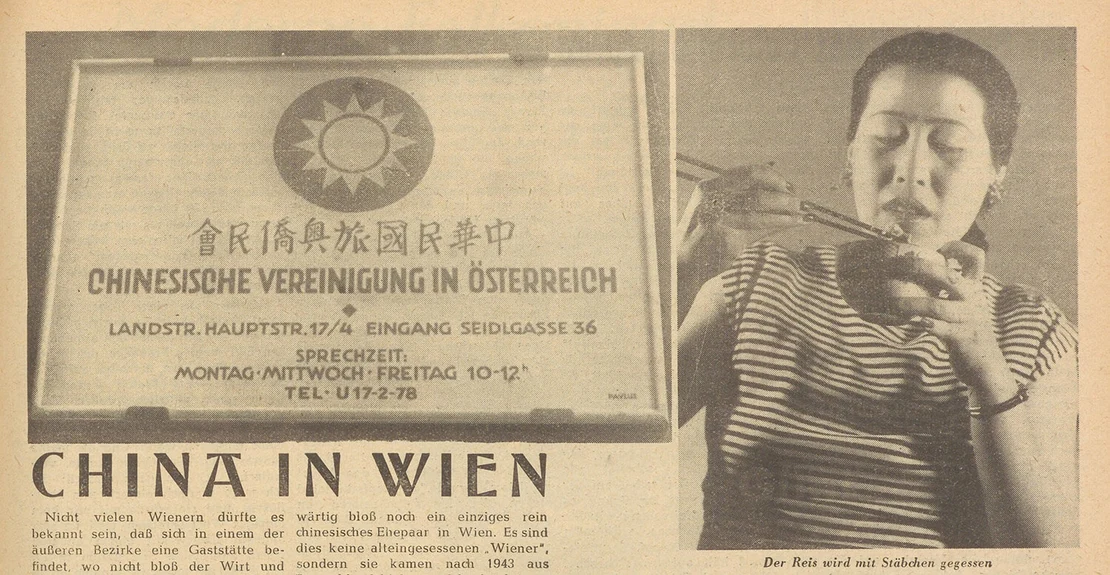 中華民國旅奧僑民會
CHINESISCHE VEREINIGUNG IN ÖSTERREICH
LANDSTR. HAUPTSTR. 17/4 EINGANG SEIDLGASSE 36
SPRECHZEIT:
MONTAG·MITTWOCH·FREITAG 10-12ʰ
TEL· U 17-2-78
CHINA IN WIEN
Nicht vielen Wienern dürfte es
bekannt sein, daß sich in einem der
äußeren Bezirke eine Gaststätte be-
findet, wo nicht bloß der Wirt und
wärtig bloß noch ein einziges rein
chinesisches Ehepaar in Wien. Es sind
dies keine alteingesessenen „Wiener",
sondern sie kamen nach 1943 aus
Der Reis wird mit Stäbchen gegessen